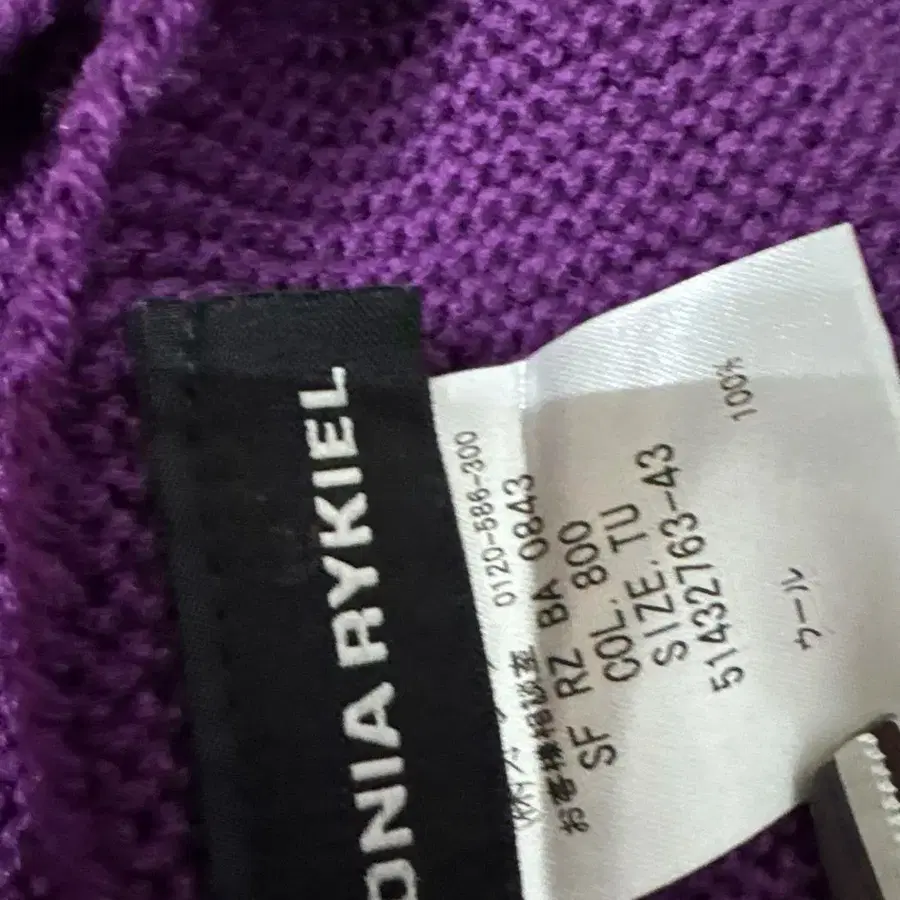 ONIA RYKIEL
お客様相談室 0120-586-300
SF RZ BA 0843
COL. 800
SIZE. TU
51432763-43
ウール 100%